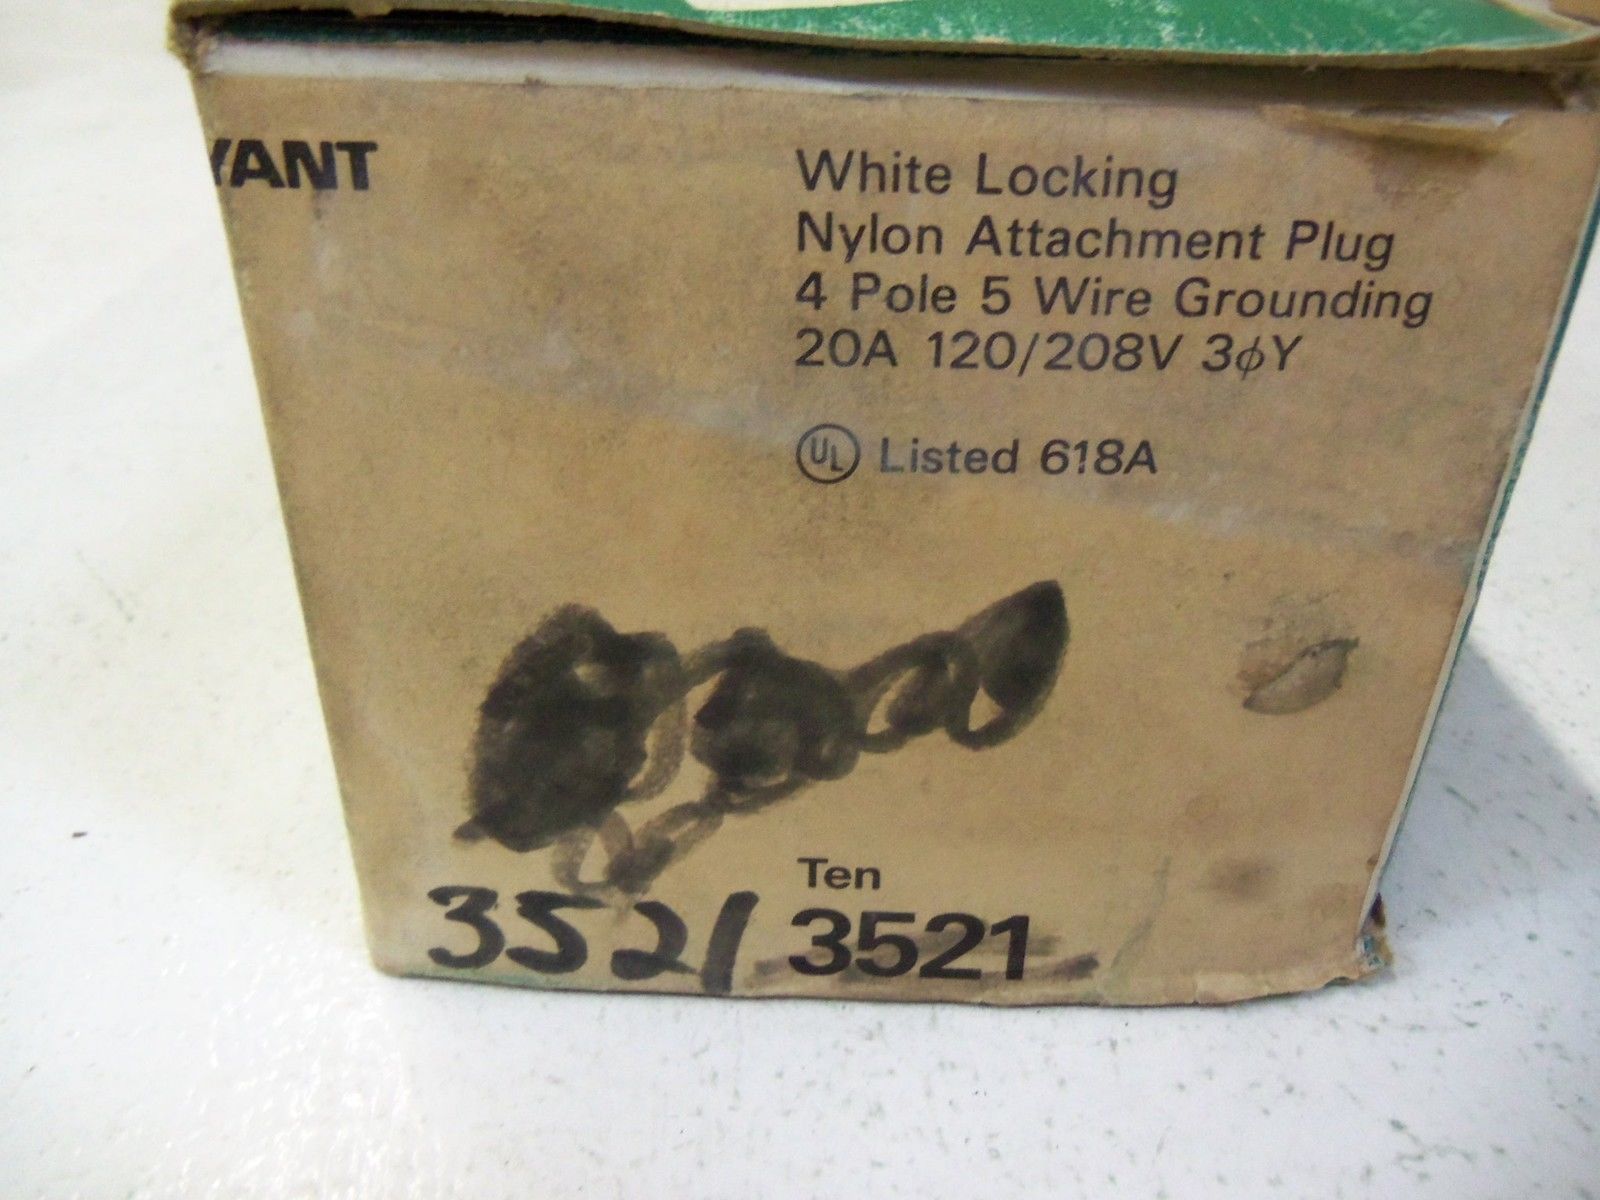 YANT
White Locking
Nylon Attachment Plug
4 Pole 5 Wire Grounding
20A 120/208V 3ϕY
UL Listed 618A
Ten
3521 3521